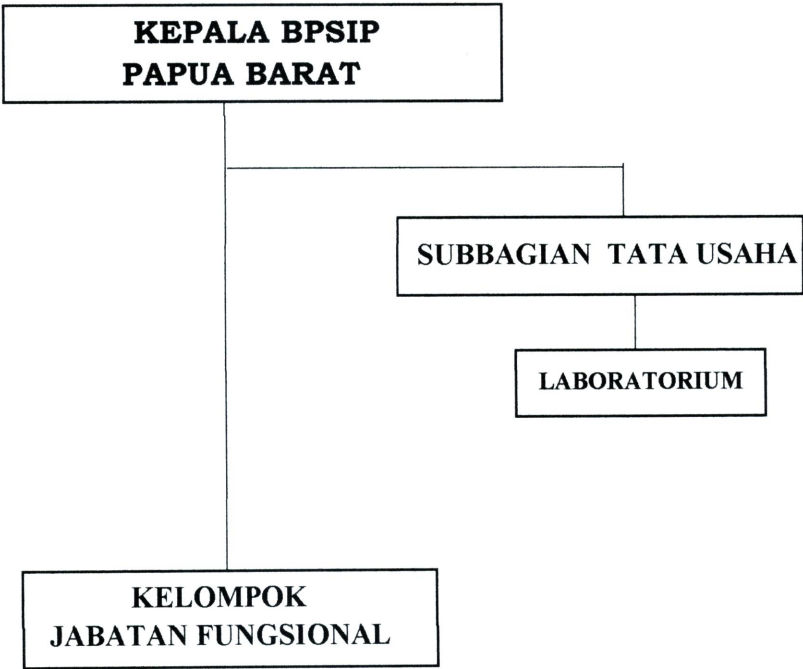 KEPALA BPSIP
PAPUA BARAT
SUBBAGIAN TATA USAHA
LABORATORIUM
KELOMPOK
JABATAN FUNGSIONAL